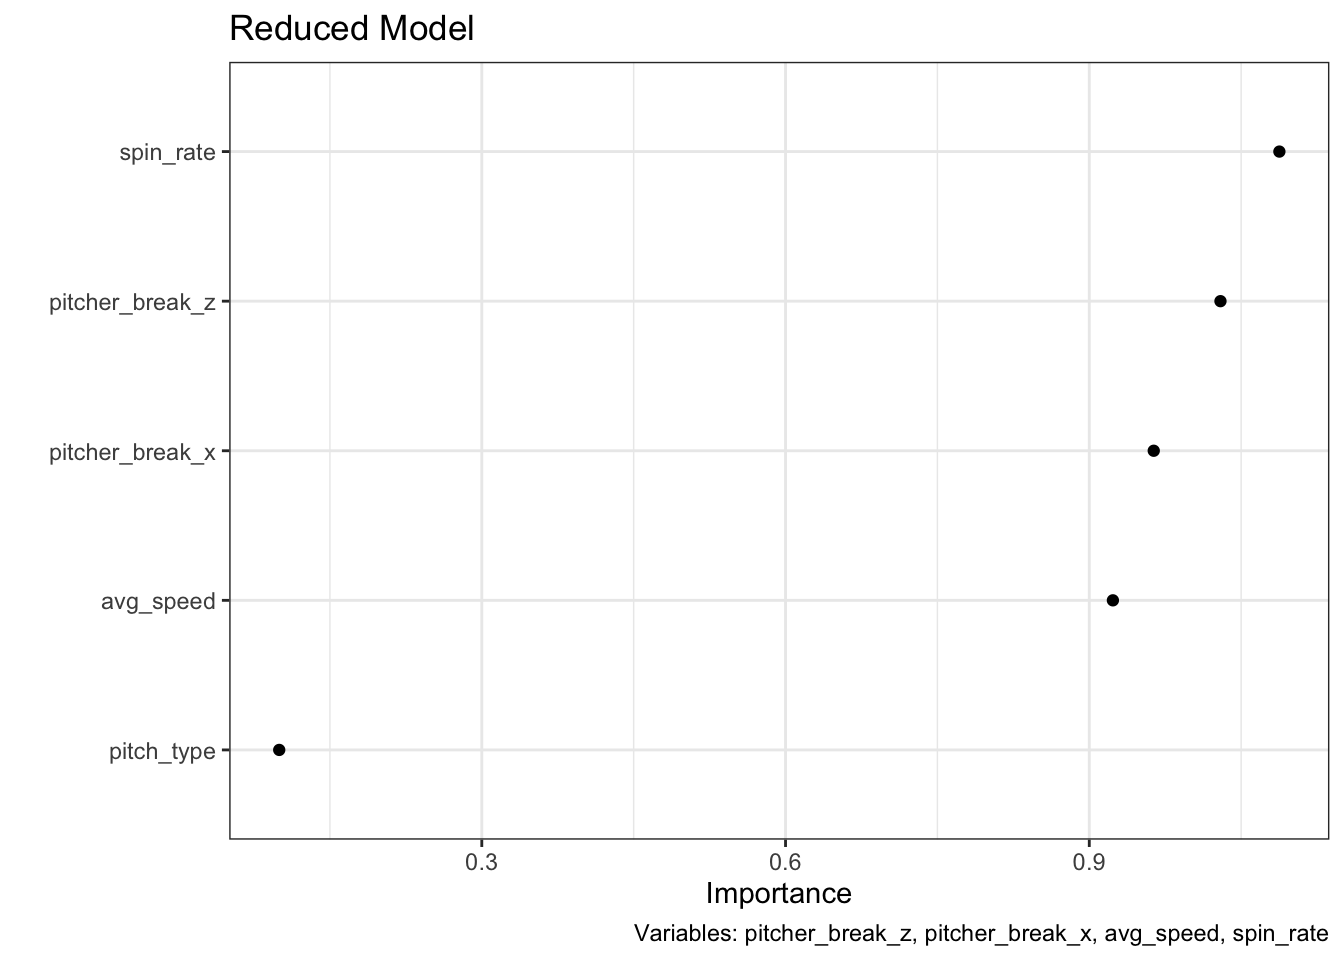 Reduced Model
spin_rate
pitcher_break_z
pitcher_break_x
avg_speed
pitch_type
0.3 0.6 0.9
Importance
Variables: pitcher_break_z, pitcher_break_x, avg_speed, spin_rate